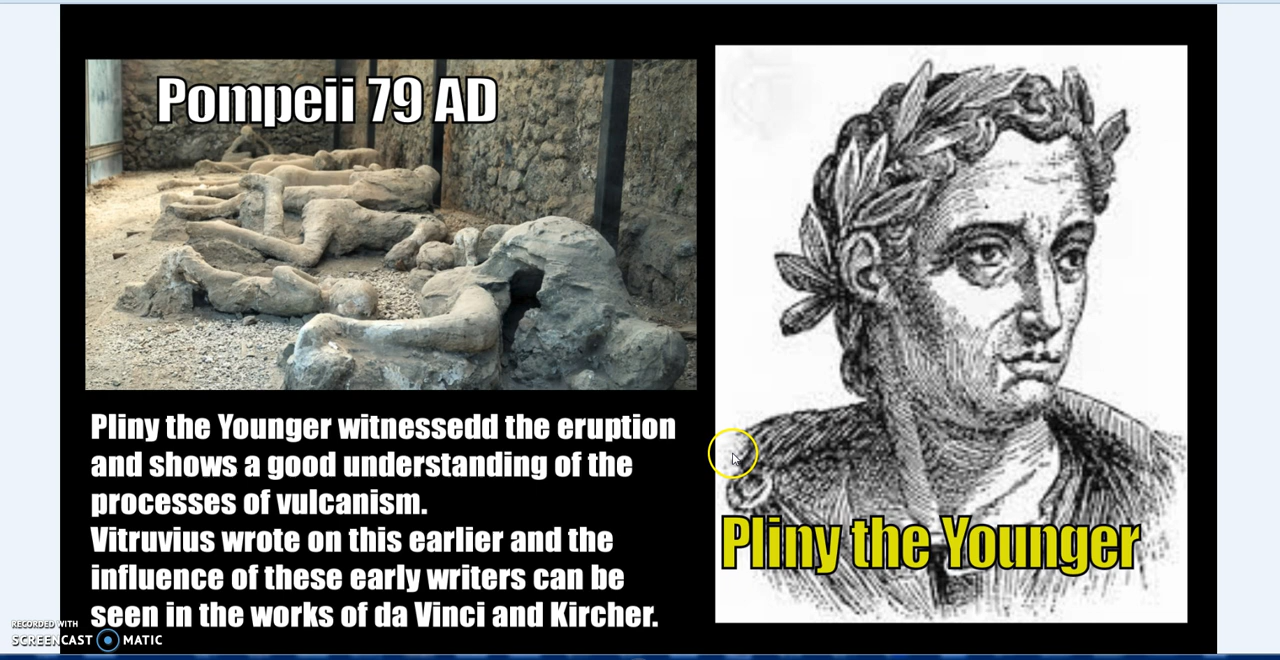 Pompeii 79 AD
Pliny the Younger witnessedd the eruption
and shows a good understanding of the
processes of vulcanism.
Vitruvius wrote on this earlier and the
influence of these early writers can be
seen in the works of da Vinci and Kircher.
Pliny the Younger
RECORDED WITH
SCREENCAST MATIC